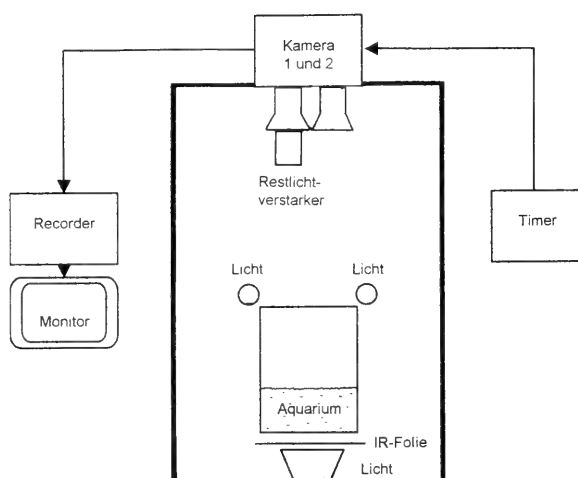 Kamera
1 und 2
Restlicht-
verstarker
Recorder
Timer
Licht
Licht
Monitor
Aquarium
IR-Folie
Licht